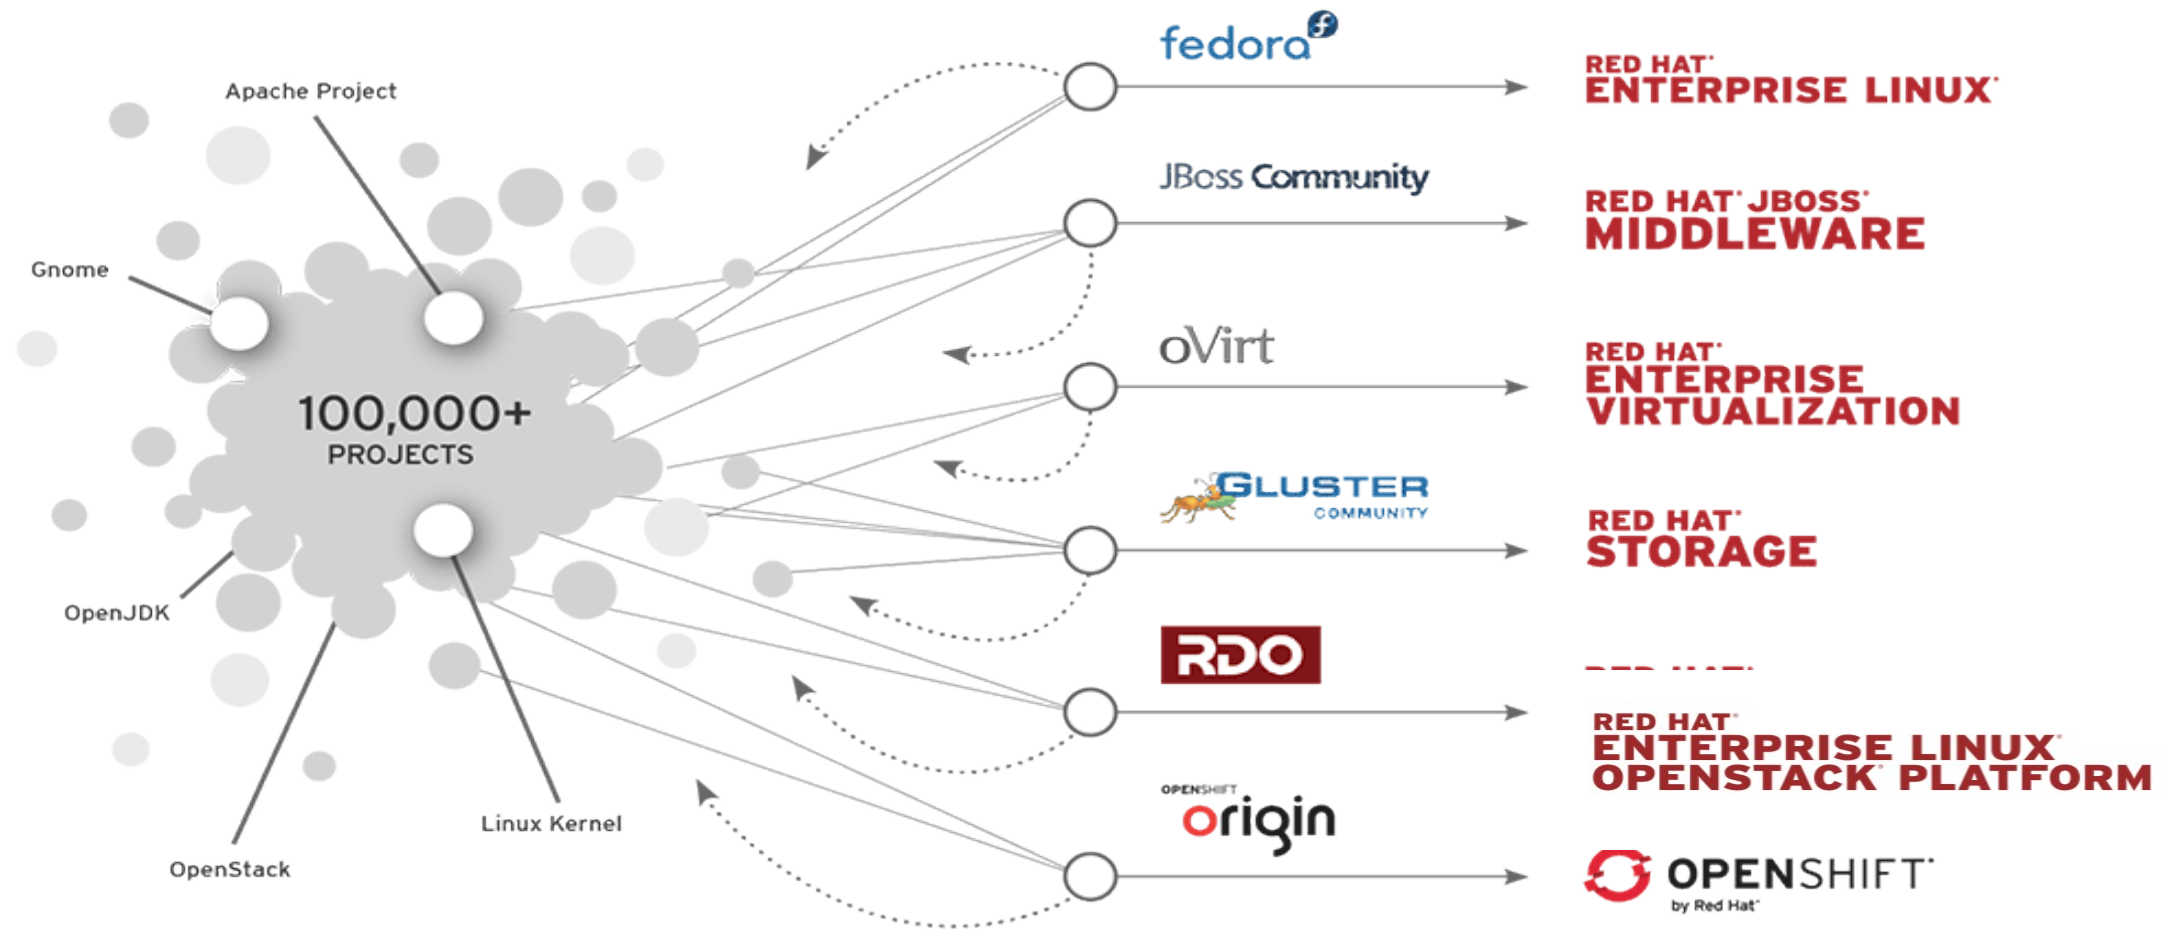 Apache Project
Gnome
100,000+
PROJECTS
OpenJDK
OpenStack
Linux Kernel
fedora
RED HAT
ENTERPRISE LINUX
JBoss Community
RED HAT JBOSS
MIDDLEWARE
oVirt
RED HAT
ENTERPRISE
VIRTUALIZATION
GLUSTER
COMMUNITY
RED HAT
STORAGE
RDO
RED HAT
ENTERPRISE LINUX
OPENSTACK PLATFORM
OPENSHIFT
origin
OPENSHIFT
by Red Hat